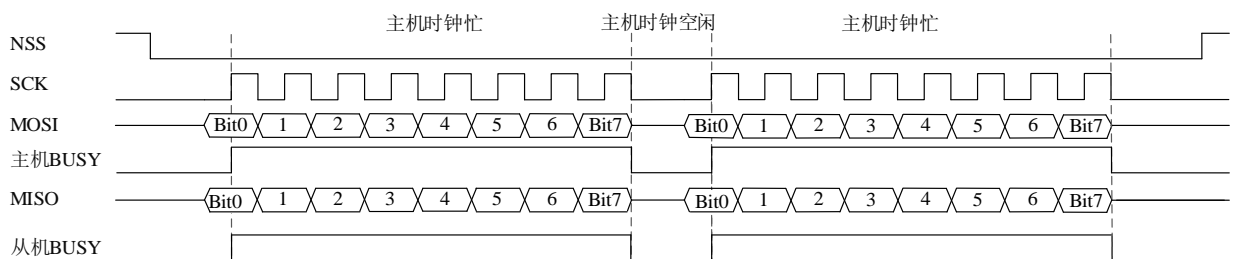 主机时钟忙 主机时钟空闲 主机时钟忙
NSS
SCK
MOSI Bit0 1 2 3 4 5 6 Bit7 Bit0 1 2 3 4 5 6 Bit7
主机BUSY
MISO Bit0 1 2 3 4 5 6 Bit7 Bit0 1 2 3 4 5 6 Bit7
从机BUSY